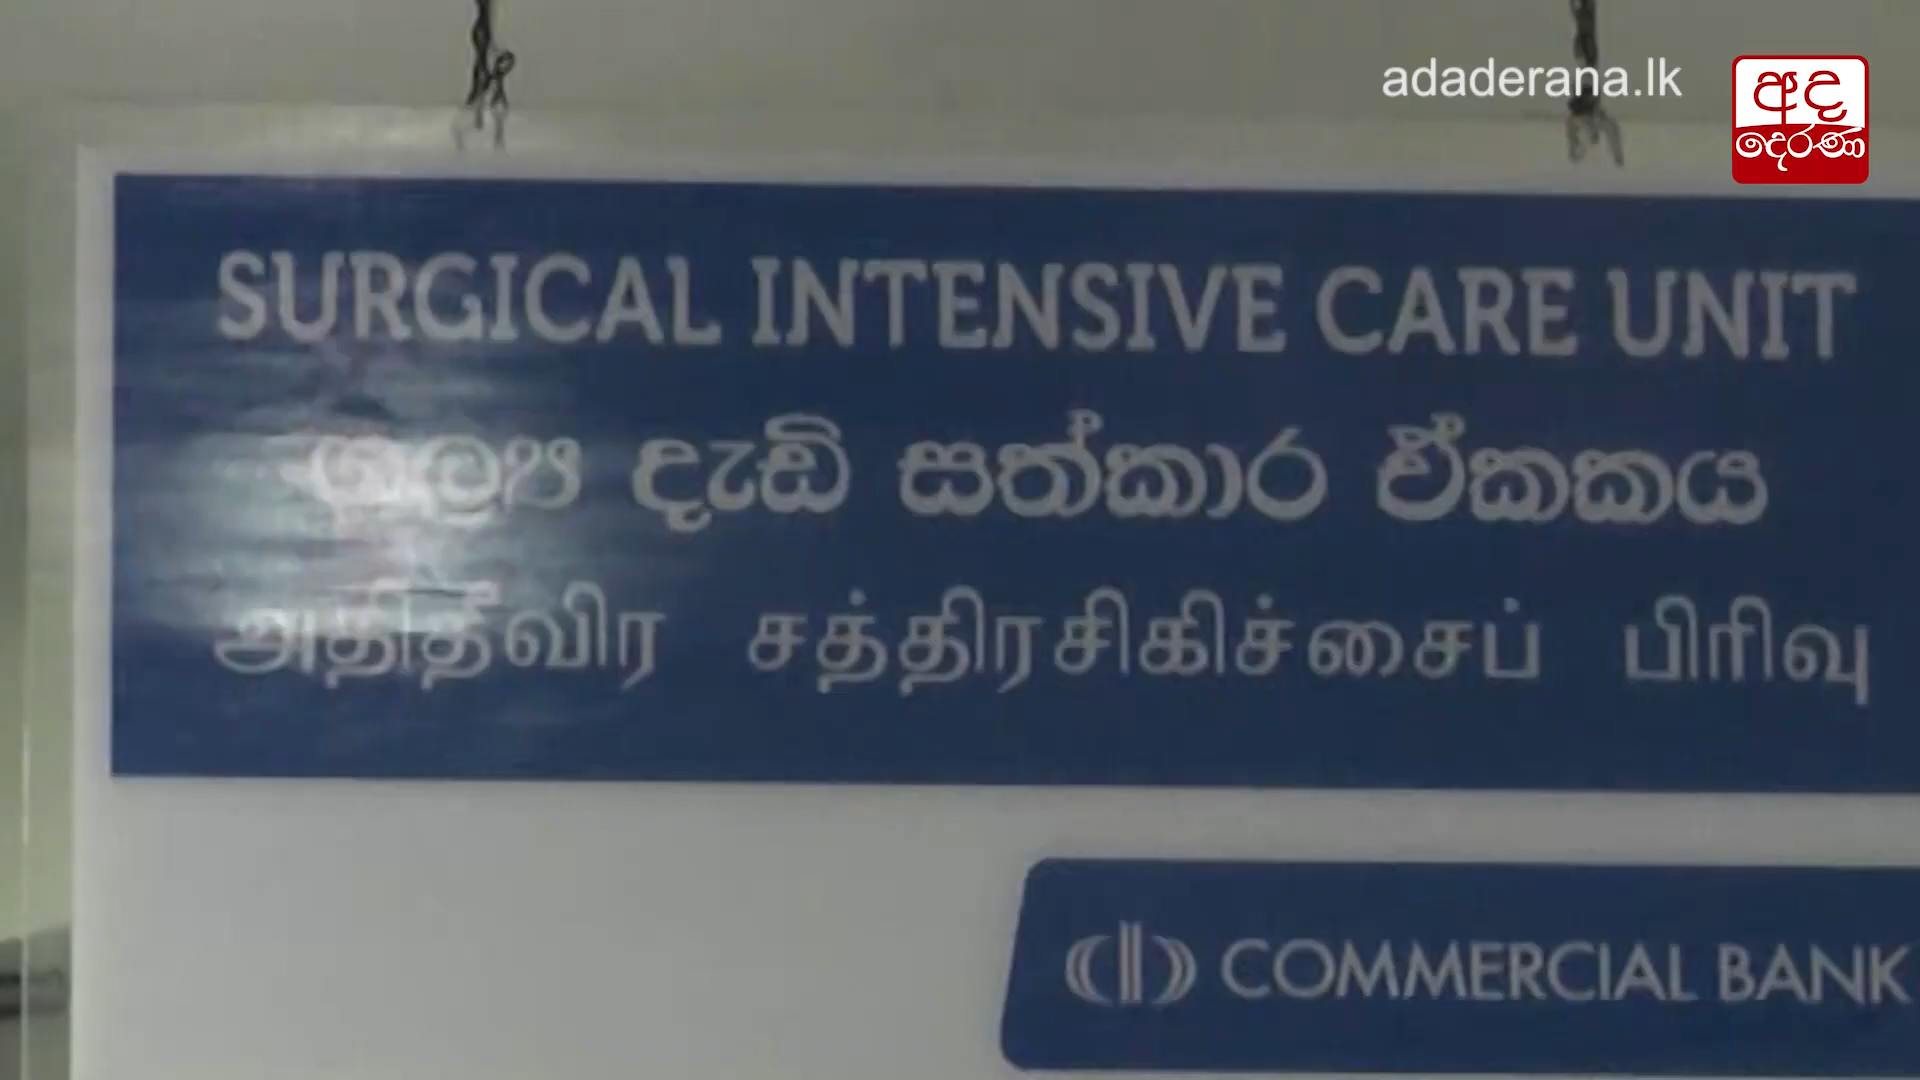 adaderana.lk
අද
දෙරණ
SURGICAL INTENSIVE CARE UNIT
ශල්‍ය දැඩි සත්කාර ඒකකය
அதிதீவிர சத்திரசிகிச்சைப் பிரிவு
COMMERCIAL BANK